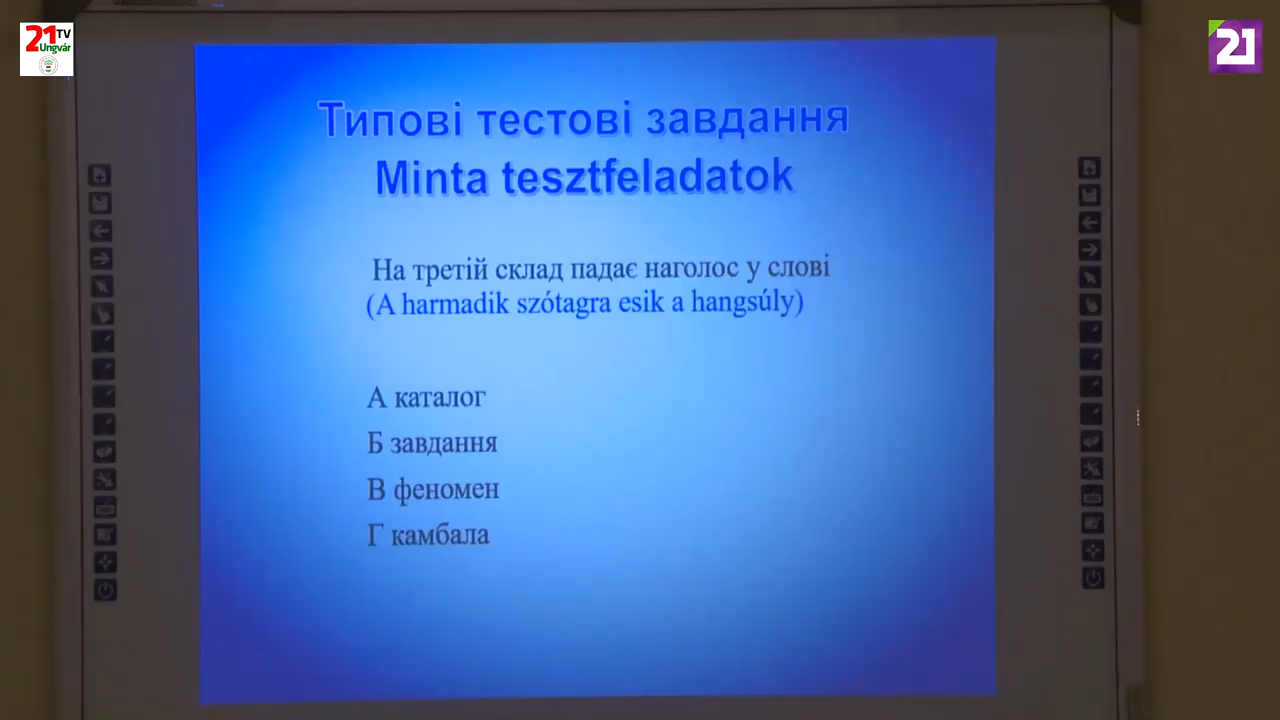 21 TV
Ungvár
21
Типові тестові завдання
Minta tesztfeladatok
На третій склад падає наголос у слові
(A harmadik szótagra esik a hangsúly)
А каталог
Б завдання
В феномен
Г камбала